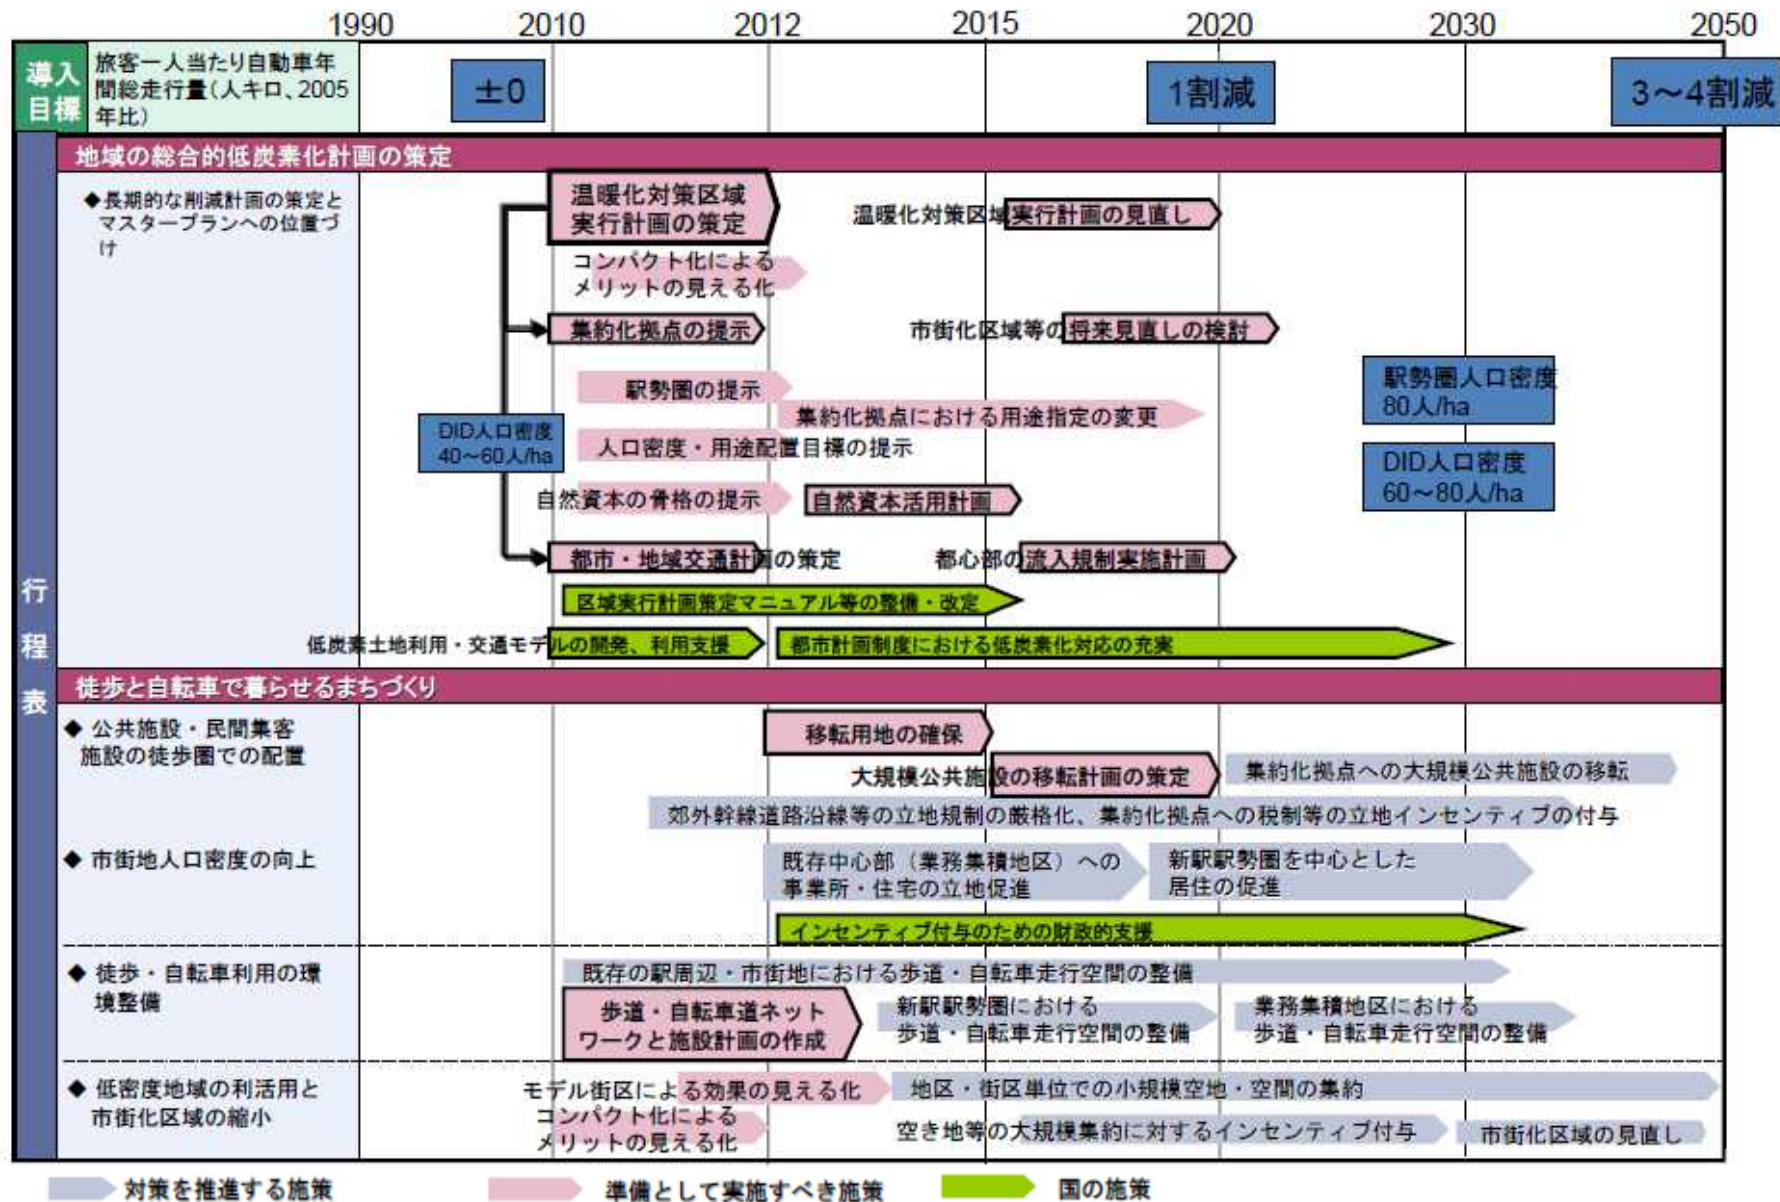 1990 2010 2012 2015 2020 2030 2050
導入
目標
旅客一人当たり自動車年
間総走行量(人キロ、2005
年比)
±0
1割減
3～4割減
行
程
表
地域の総合的低炭素化計画の策定
◆長期的な削減計画の策定と
マスタープランへの位置づ
け
温暖化対策区域
実行計画の策定
温暖化対策区域実行計画の見直し
コンパクト化による
メリットの見える化
集約化拠点の提示
市街化区域等の将来見直しの検討
駅勢圏の提示
集約化拠点における用途指定の変更
駅勢圏人口密度
80人/ha
DID人口密度
40～60人/ha
人口密度・用途配置目標の提示
DID人口密度
60～80人/ha
自然資本の骨格の提示
自然資本活用計画
都市・地域交通計画の策定
都心部の流入規制実施計画
区域実行計画策定マニュアル等の整備・改定
低炭素土地利用・交通モデルの開発、利用支援
都市計画制度における低炭素化対応の充実
徒歩と自転車で暮らせるまちづくり
◆ 公共施設・民間集客
施設の徒歩圏での配置
移転用地の確保
大規模公共施設の移転計画の策定
集約化拠点への大規模公共施設の移転
郊外幹線道路沿線等の立地規制の厳格化、集約化拠点への税制等の立地インセンティブの付与
◆ 市街地人口密度の向上
既存中心部（業務集積地区）への
事業所・住宅の立地促進
新駅駅勢圏を中心とした
居住の促進
インセンティブ付与のための財政的支援
◆ 徒歩・自転車利用の環
境整備
既存の駅周辺・市街地における歩道・自転車走行空間の整備
歩道・自転車道ネット
ワークと施設計画の作成
新駅駅勢圏における
歩道・自転車走行空間の整備
業務集積地区における
歩道・自転車走行空間の整備
◆ 低密度地域の利活用と
市街化区域の縮小
モデル街区による効果の見える化
地区・街区単位での小規模空地・空間の集約
コンパクト化による
メリットの見える化
空き地等の大規模集約に対するインセンティブ付与
市街化区域の見直し
対策を推進する施策
準備として実施すべき施策
国の施策